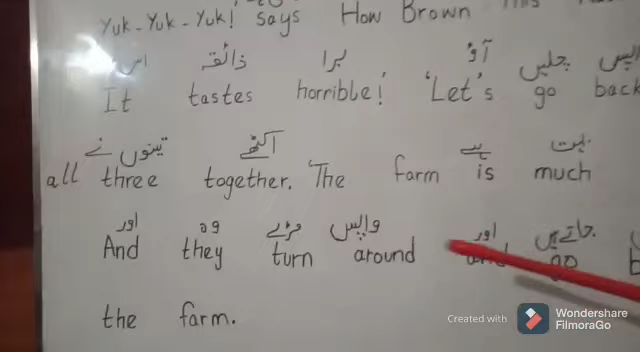 Yuk-Yuk-Yuk! says How Brown This
اس ذائقہ برا آؤ چلیں واپس
It tastes horrible! 'Let's go back
تینوں نے اکٹھے ہے بہت
all three together. 'The farm is much
اور وہ مڑے واپس اور جاتے ہیں
And they turn around and go b
the farm.
Created with Wondershare FilmoraGo